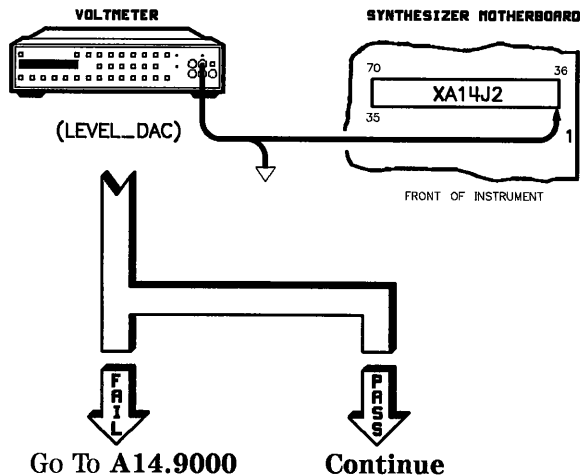 VOLTMETER
SYNTHESIZER MOTHERBOARD
70
36
XA14J2
35
1
(LEVEL_DAC)
FRONT OF INSTRUMENT
FAIL
PASS
Go To A14.9000
Continue